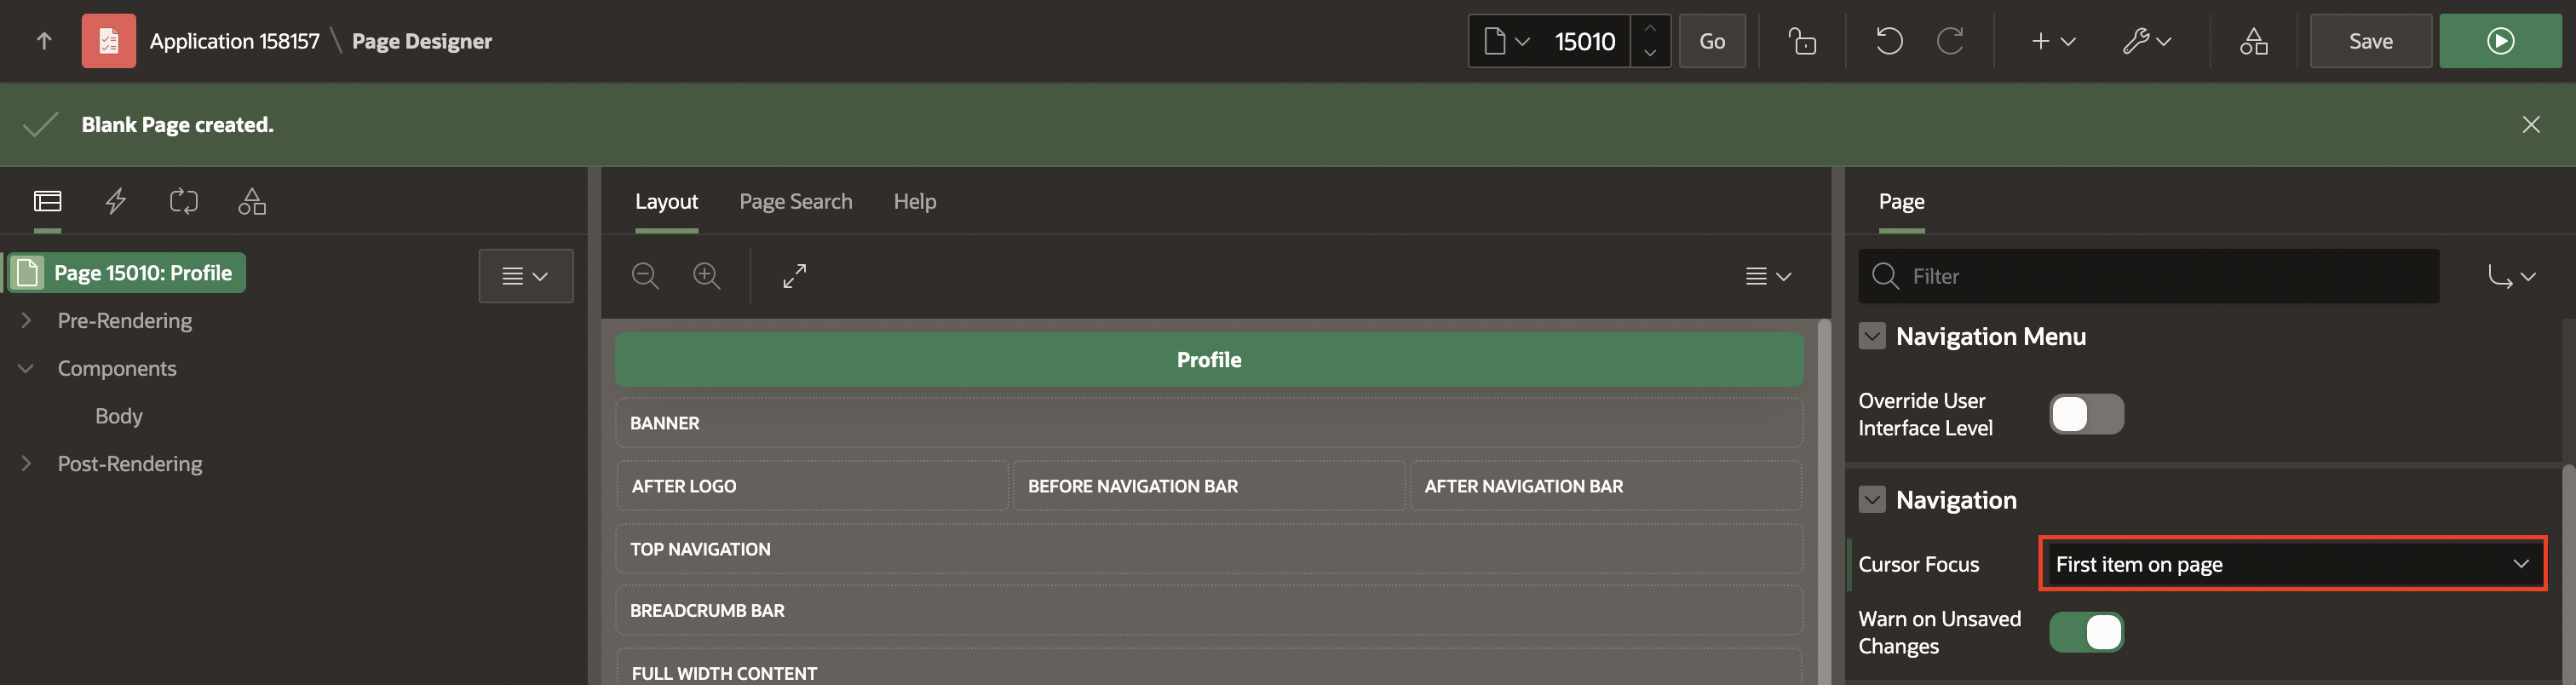 Application 158157 \ Page Designer
15010
Go
Save
Blank Page created.
Page 15010: Profile
Pre-Rendering
Components
Body
Post-Rendering
Layout
Page Search
Help
Profile
BANNER
AFTER LOGO
BEFORE NAVIGATION BAR
AFTER NAVIGATION BAR
TOP NAVIGATION
BREADCRUMB BAR
FULL WIDTH CONTENT
Page
Filter
Navigation Menu
Override User
Interface Level
Navigation
Cursor Focus
First item on page
Warn on Unsaved
Changes